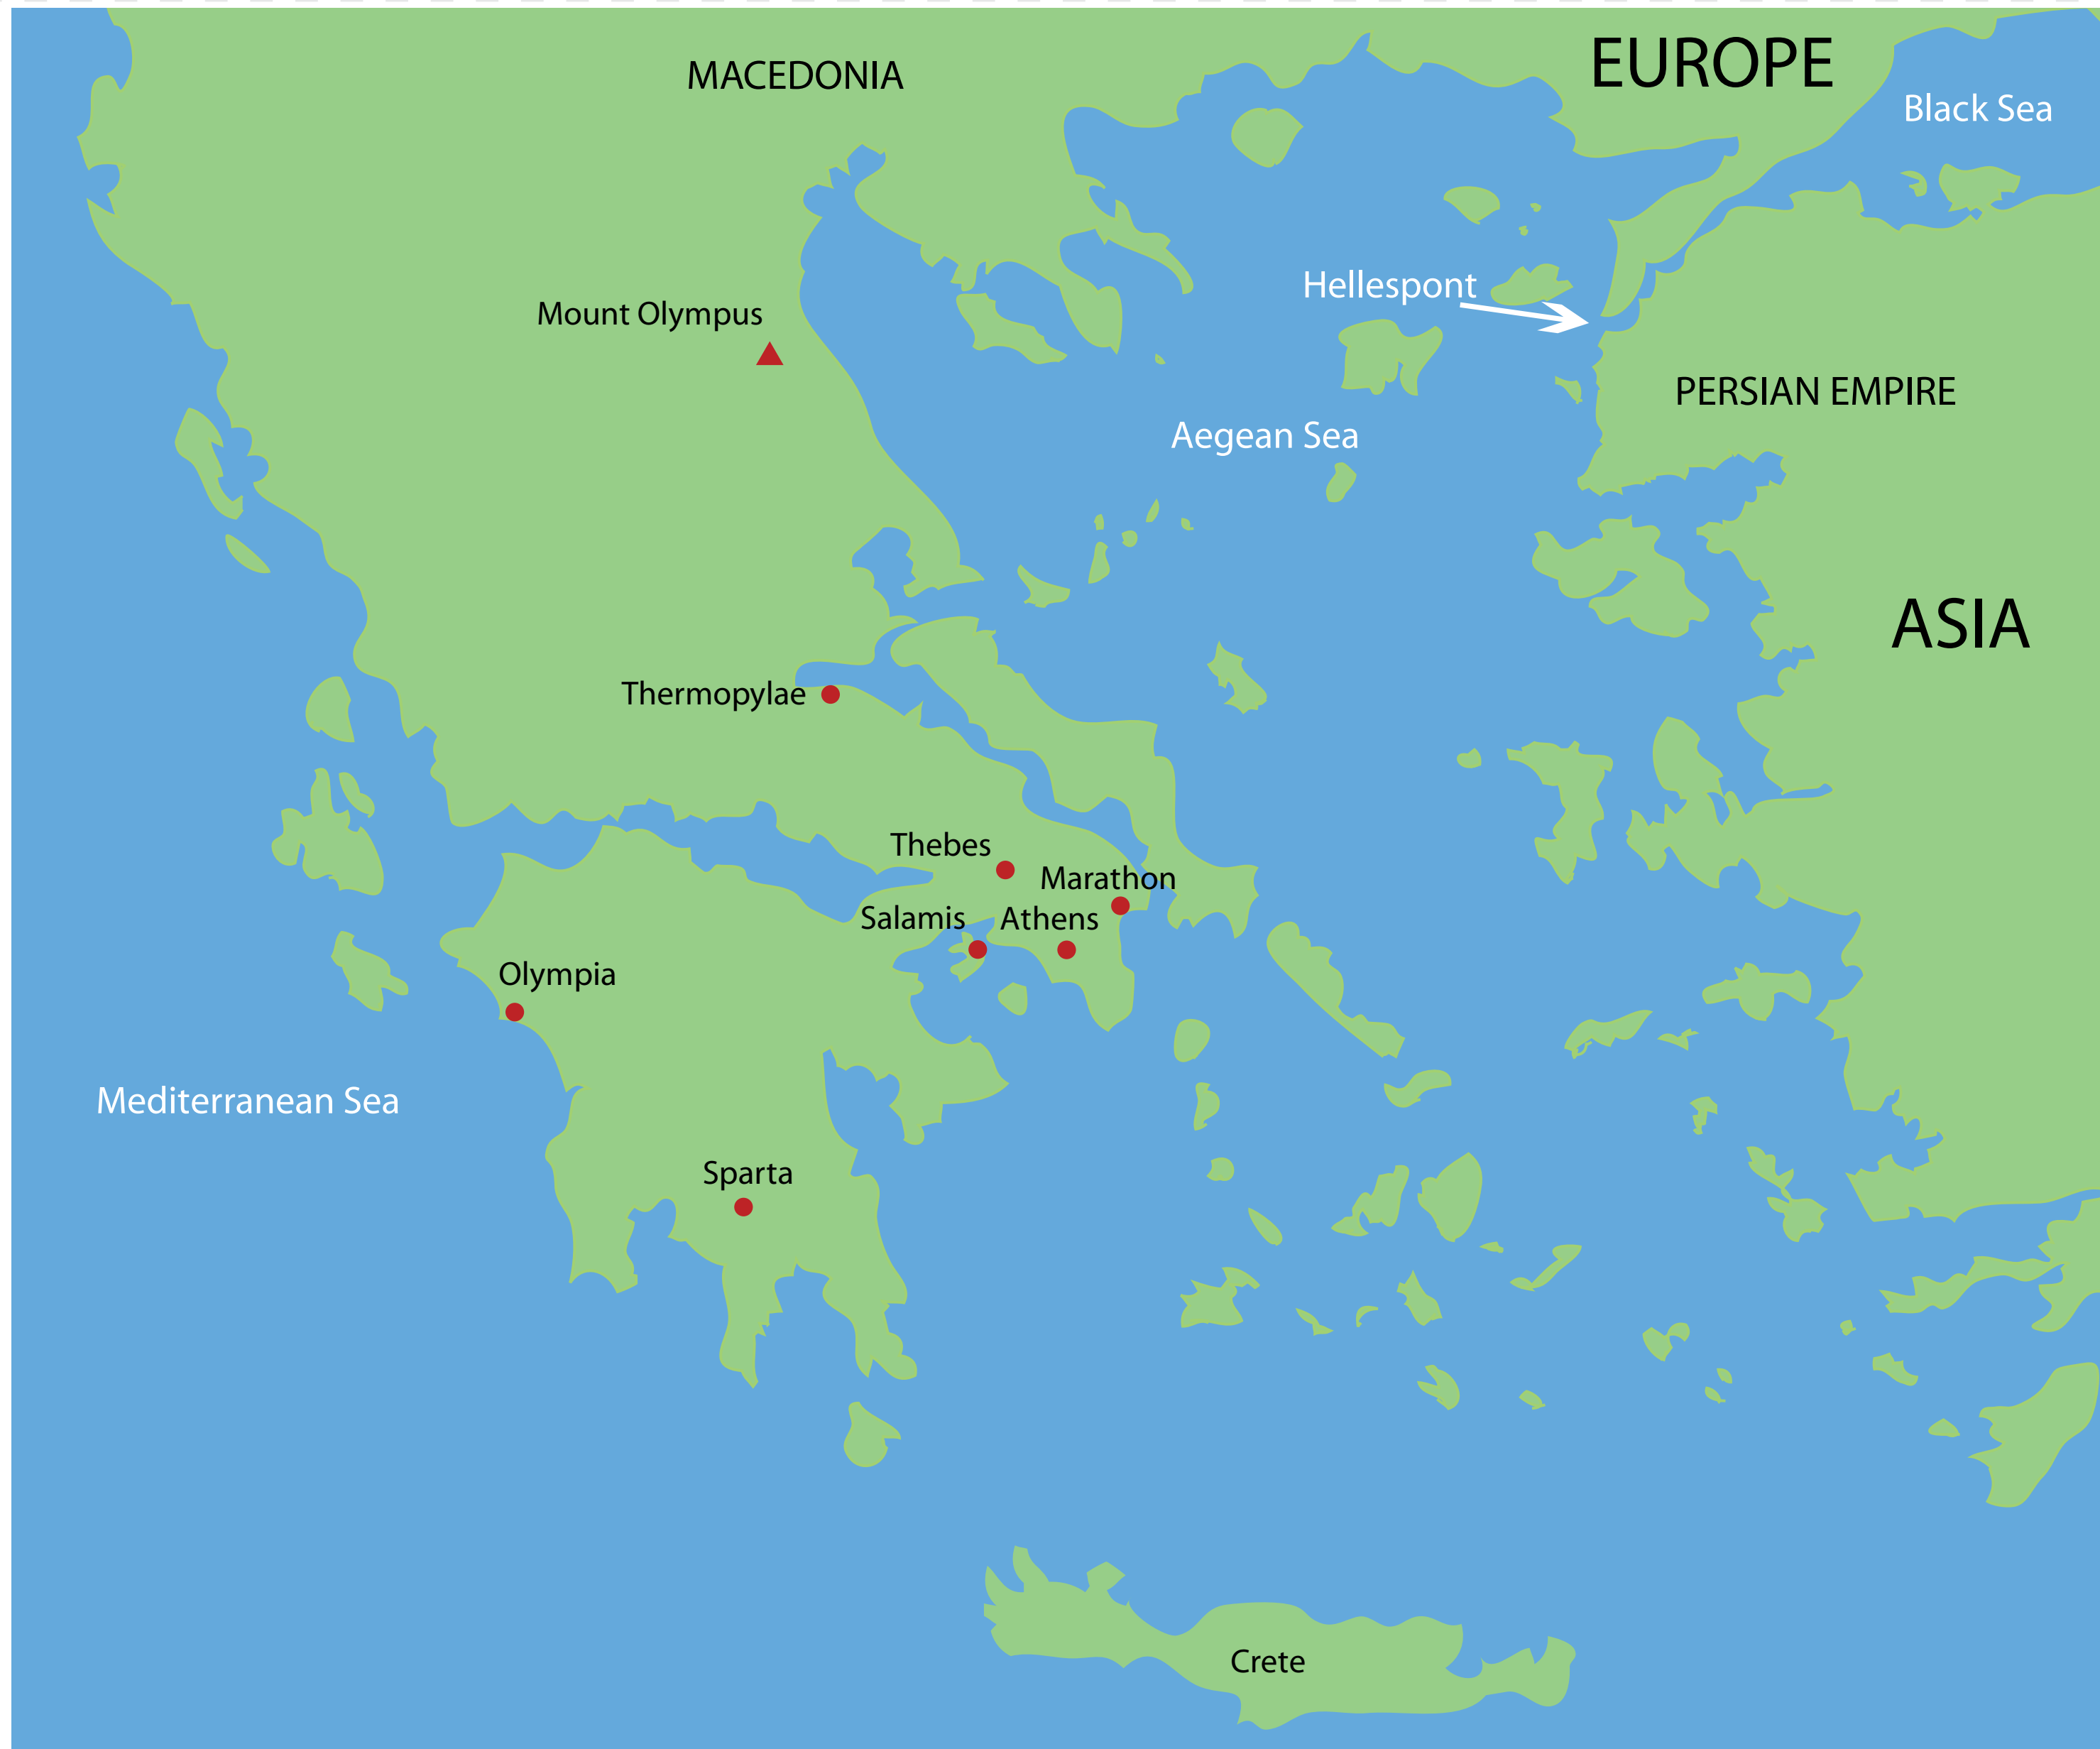 EUROPE
MACEDONIA
Black Sea
Hellespont
Mount Olympus
PERSIAN EMPIRE
Aegean Sea
ASIA
Thermopylae
Thebes
Marathon
Salamis
Athens
Olympia
Mediterranean Sea
Sparta
Crete